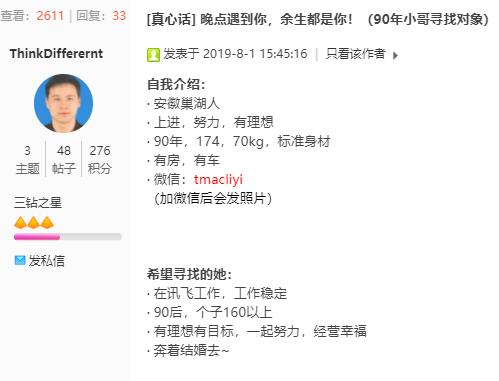 查看：2611 | 回复：33
ThinkDifferernt
3 48 276
主题 帖子 积分
三钻之星
发私信
[真心话] 晚点遇到你，余生都是你！（90年小哥寻找对象）
发表于 2019-8-1 15:45:16 | 只看该作者
自我介绍：
· 安徽巢湖人
· 上进，努力，有理想
· 90年，174，70kg，标准身材
· 有房，有车
· 微信：tmacliyi
（加微信后会发照片）
希望寻找的她：
· 在讯飞工作，工作稳定
· 90后，个子160以上
· 有理想有目标，一起努力，经营幸福
· 奔着结婚去~